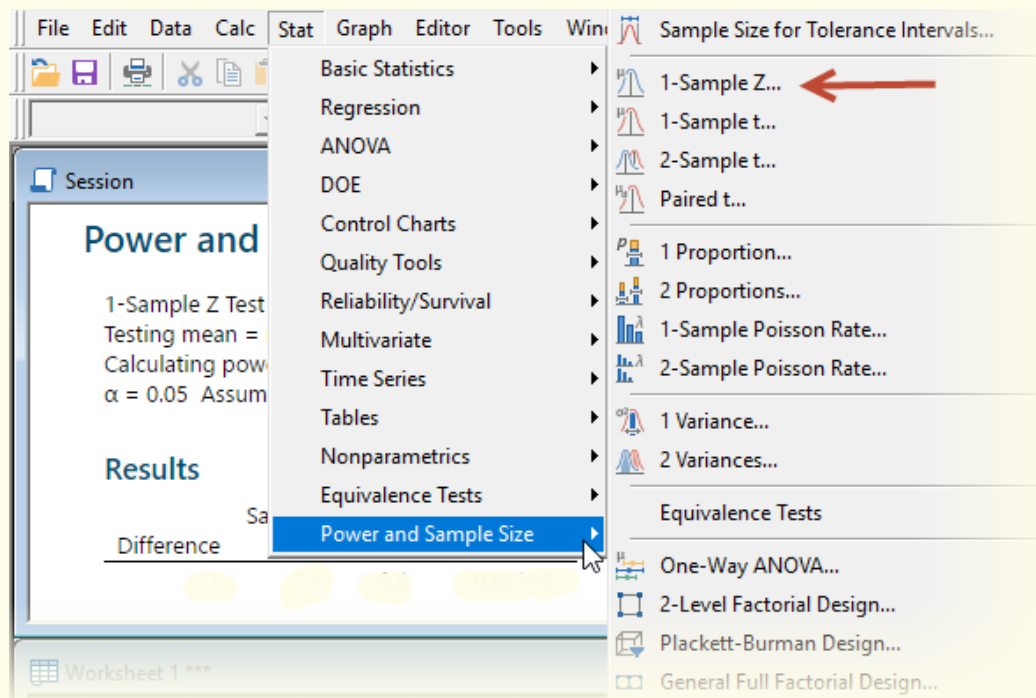 File Edit Data Calc Stat Graph Editor Tools
Session
Power and
1-Sample Z Test
Testing mean =
Calculating
α = 0.05
Results
Difference
Worksheet 1 ***
Basic Statistics
Regression
ANOVA
DOE
Control Charts
Quality Tools
Reliability/Survival
Multivariate
Time Series
Tables
Nonparametrics
Equivalence Tests
Power and Sample Size
Sample Size for Tolerance Intervals...
1-Sample Z...
1-Sample t...
2-Sample t...
Paired t...
1 Proportion...
2 Proportions...
1-Sample Poisson Rate...
2-Sample Poisson Rate...
1 Variance...
2 Variances...
Equivalence Tests
One-Way ANOVA...
2-Level Factorial Design...
Plackett-Burman Design...
General Full Factorial Design...